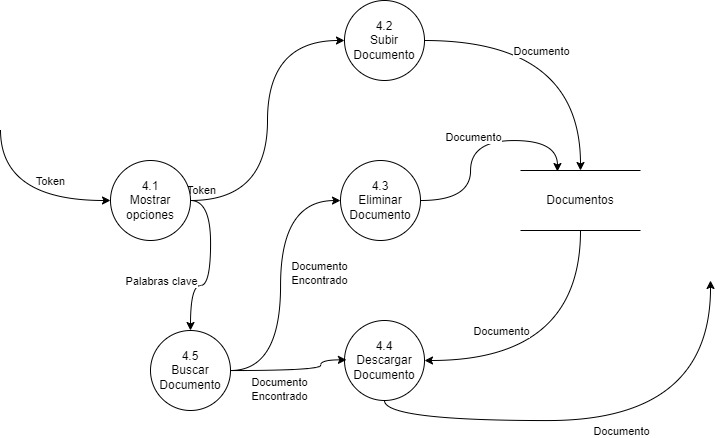 4.2
Subir
Documento
Documento
Documento
Token
4.1
Mostrar
opciones
Token
4.3
Eliminar
Documento
Documentos
Documento
Encontrado
Palabras clave
4.5
Buscar
Documento
Documento
Encontrado
4.4
Descargar
Documento
Documento
Documento